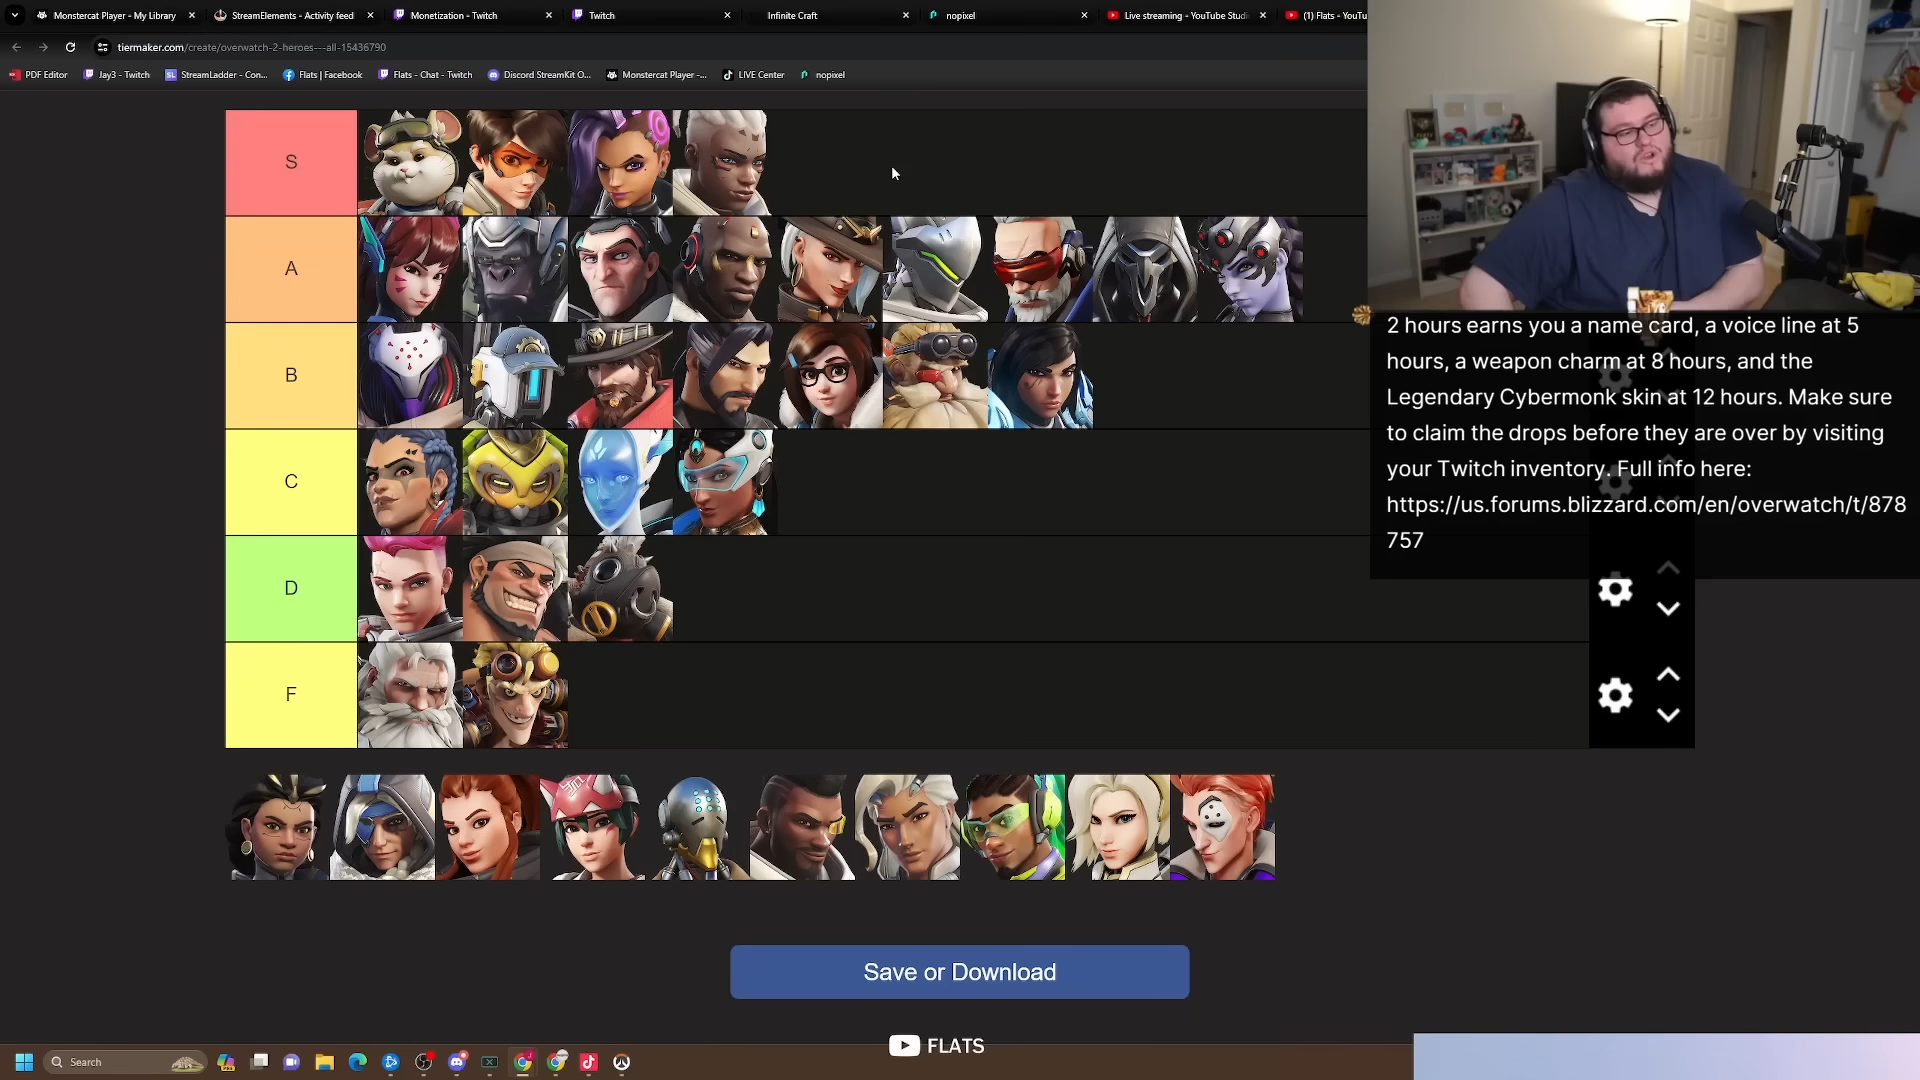 Monstercat Player - My Library
StreamElements - Activity feed
Monetization - Twitch
Twitch
Infinite Craft
nopixel
Live streaming - YouTube Studi
(1) Flats - YouTu
tiermaker.com/create/overwatch-2-heroes---all-15436790
PDF Editor
Jay3 - Twitch
StreamLadder - Con...
Flats | Facebook
Flats - Chat - Twitch
Discord StreamKit O...
Monstercat Player -...
LIVE Center
nopixel
S
A
B
C
D
F
2 hours earns you a name card, a voice line at 5
hours, a weapon charm at 8 hours, and the
Legendary Cybermonk skin at 12 hours. Make sure
to claim the drops before they are over by visiting
your Twitch inventory. Full info here:
https://us.forums.blizzard.com/en/overwatch/t/878
757
Save or Download
FLATS
Search